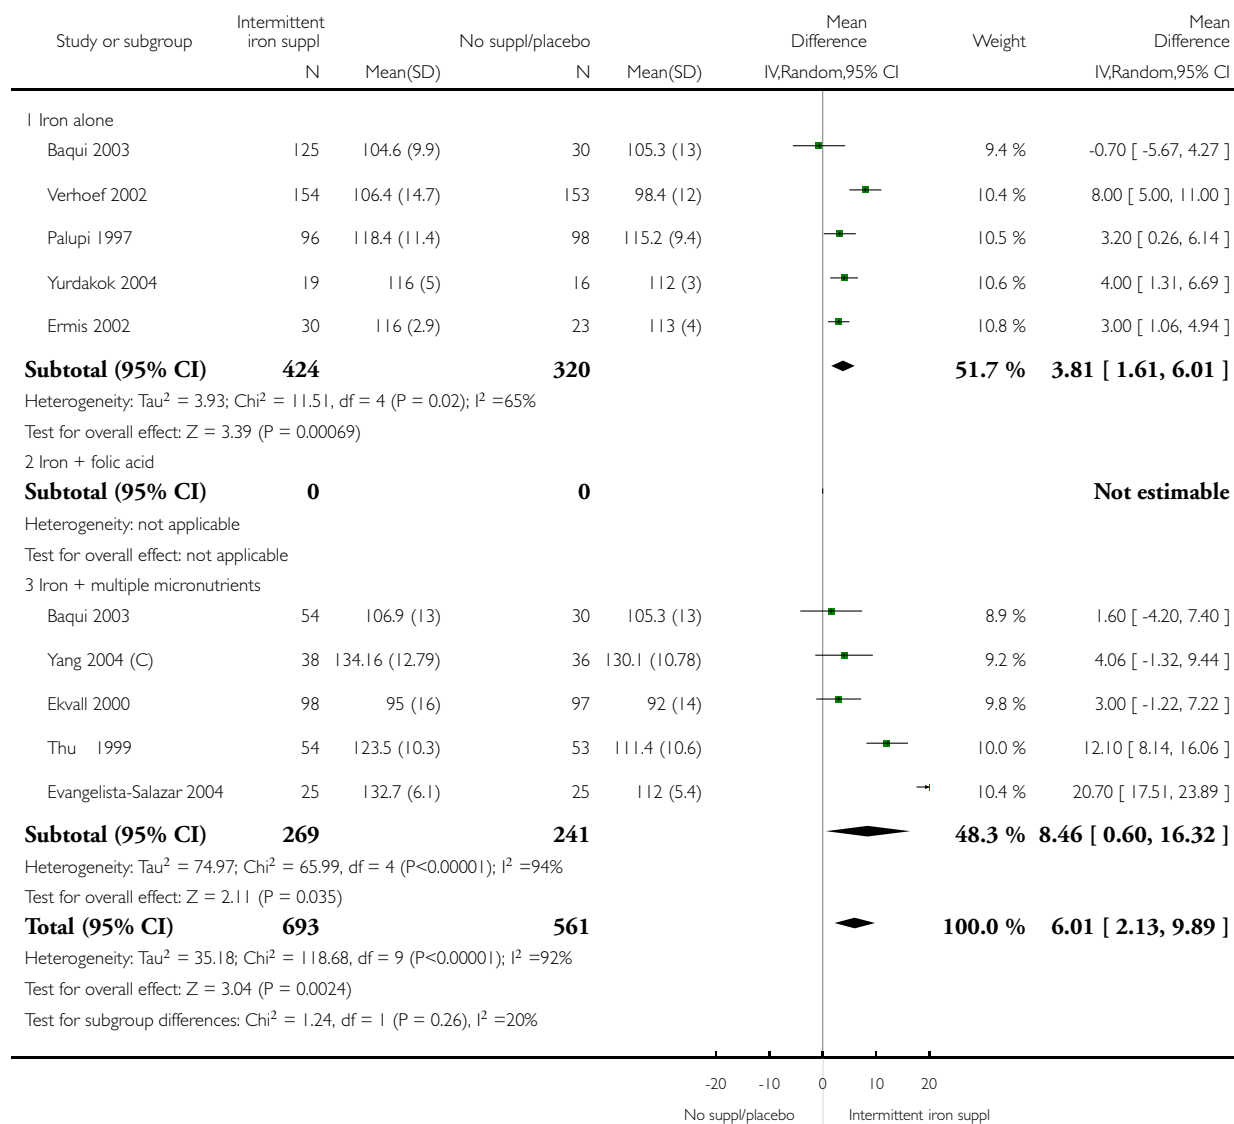 Study or subgroup Intermittent iron suppl No suppl/placebo Mean Difference Weight Mean Difference
N Mean(SD) N Mean(SD) IV,Random,95% CI IV,Random,95% CI
1 Iron alone
Baqui 2003 125 104.6 (9.9) 30 105.3 (13) 9.4 % -0.70 [ -5.67, 4.27 ]
Verhoef 2002 154 106.4 (14.7) 153 98.4 (12) 10.4 % 8.00 [ 5.00, 11.00 ]
Palupi 1997 96 118.4 (11.4) 98 115.2 (9.4) 10.5 % 3.20 [ 0.26, 6.14 ]
Yurdakok 2004 19 116 (5) 16 112 (3) 10.6 % 4.00 [ 1.31, 6.69 ]
Ermis 2002 30 116 (2.9) 23 113 (4) 10.8 % 3.00 [ 1.06, 4.94 ]
Subtotal (95% CI) 424 320 51.7 % 3.81 [ 1.61, 6.01 ]
Heterogeneity: Tau² = 3.93; Chi² = 11.51, df = 4 (P = 0.02); I² =65%
Test for overall effect: Z = 3.39 (P = 0.00069)
2 Iron + folic acid
Subtotal (95% CI) 0 0 Not estimable
Heterogeneity: not applicable
Test for overall effect: not applicable
3 Iron + multiple micronutrients
Baqui 2003 54 106.9 (13) 30 105.3 (13) 8.9 % 1.60 [ -4.20, 7.40 ]
Yang 2004 (C) 38 134.16 (12.79) 36 130.1 (10.78) 9.2 % 4.06 [ -1.32, 9.44 ]
Ekvall 2000 98 95 (16) 97 92 (14) 9.8 % 3.00 [ -1.22, 7.22 ]
Thu 1999 54 123.5 (10.3) 53 111.4 (10.6) 10.0 % 12.10 [ 8.14, 16.06 ]
Evangelista-Salazar 2004 25 132.7 (6.1) 25 112 (5.4) 10.4 % 20.70 [ 17.51, 23.89 ]
Subtotal (95% CI) 269 241 48.3 % 8.46 [ 0.60, 16.32 ]
Heterogeneity: Tau² = 74.97; Chi² = 65.99, df = 4 (P<0.00001); I² =94%
Test for overall effect: Z = 2.11 (P = 0.035)
Total (95% CI) 693 561 100.0 % 6.01 [ 2.13, 9.89 ]
Heterogeneity: Tau² = 35.18; Chi² = 118.68, df = 9 (P<0.00001); I² =92%
Test for overall effect: Z = 3.04 (P = 0.0024)
Test for subgroup differences: Chi² = 1.24, df = 1 (P = 0.26), I² =20%
-20 -10 0 10 20
No suppl/placebo Intermittent iron suppl